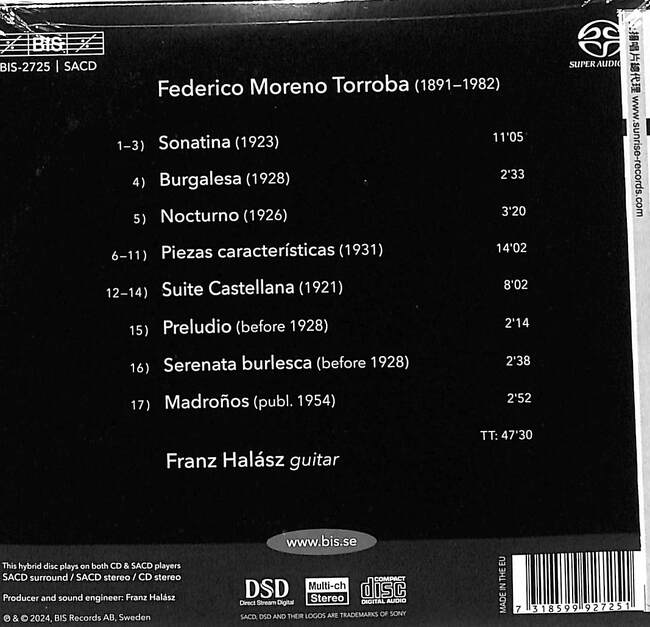 BIS
BIS-2725 | SACD
SUPER AUDIO
Federico Moreno Torroba (1891–1982)
1–3) Sonatina (1923) 11'05
4) Burgalesa (1928) 2'33
5) Nocturno (1926) 3'20
6–11) Piezas características (1931) 14'02
12–14) Suite Castellana (1921) 8'02
15) Preludio (before 1928) 2'14
16) Serenata burlesca (before 1928) 2'38
17) Madroños (publ. 1954) 2'52
TT: 47'30
Franz Halász guitar
www.bis.se
This hybrid disc plays on both CD & SACD players
SACD surround / SACD stereo / CD stereo
Producer and sound engineer: Franz Halász
℗ & © 2024, BIS Records AB, Sweden
DSD
Direct Stream Digital
Multi-ch
Stereo
COMPACT
disc
DIGITAL AUDIO
SACD, DSD AND THEIR LOGOS ARE TRADEMARKS OF SONY
MADE IN THE EU
7 318599 927251
唱片總代理 www.sunrise-records.com